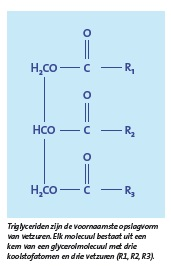 O
H₂CO — C — R₁
O
HCO — C — R₂
O
H₂CO — C — R₃
Triglyceriden zijn de voornaamste opslagvorm
van vetzuren. Elk molecuul bestaat uit een
kern van een glycerolmolecuul met drie
koolstofatomen en drie vetzuren (R1, R2, R3).